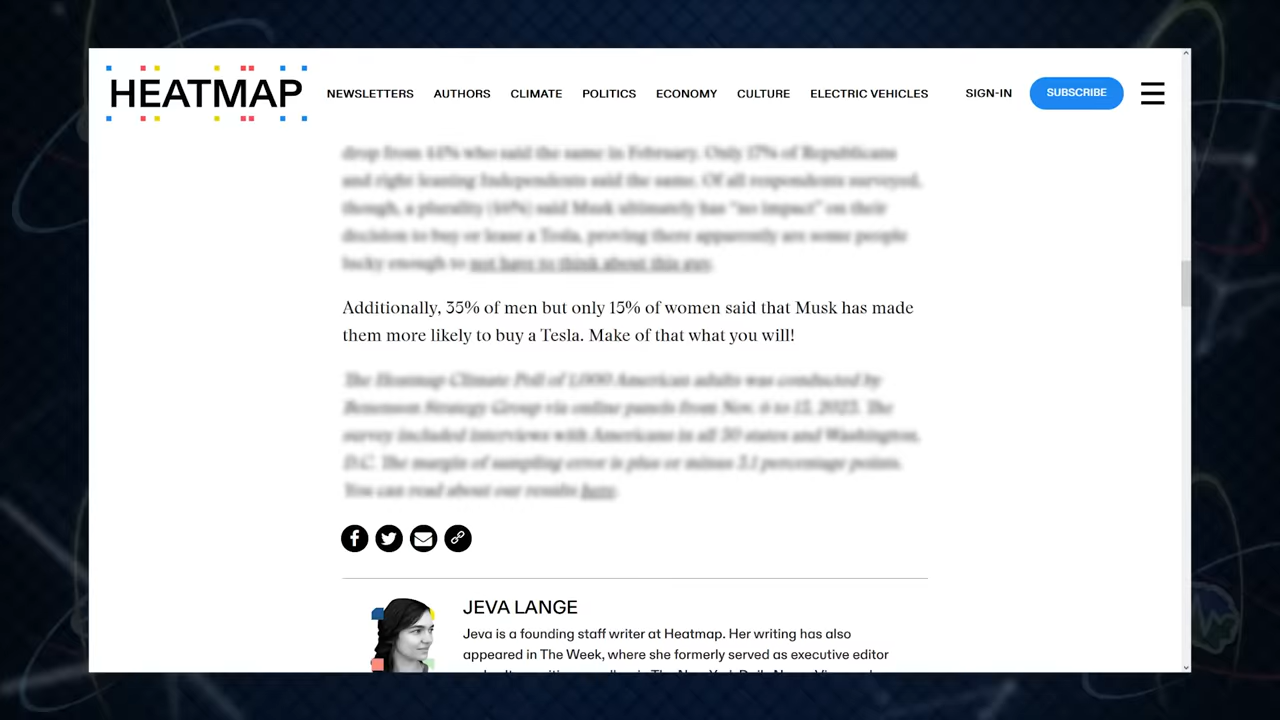 HEATMAP
NEWSLETTERS AUTHORS CLIMATE POLITICS ECONOMY CULTURE ELECTRIC VEHICLES SIGN-IN SUBSCRIBE
drop from 44% who said the same in February. Only 17% of Republicans
and right leaning Independents said the same. Of all respondents surveyed,
though, a plurality said Musk ultimately has "no impact" on their
decision to buy or lease a Tesla, proving there apparently are some people
lucky enough to not have to think about this guy.
Additionally, 35% of men but only 15% of women said that Musk has made
them more likely to buy a Tesla. Make of that what you will!
The Heatmap Climate Poll of 1,000 American adults was conducted by
Benenson Strategy Group via online panels from Nov. 6 to 13, 2023. The
survey included interviews with Americans in all 50 states and Washington,
D.C. The margin of sampling error is plus or minus 3.1 percentage points.
You can read about our results here.
JEVA LANGE
Jeva is a founding staff writer at Heatmap. Her writing has also
appeared in The Week, where she formerly served as executive editor